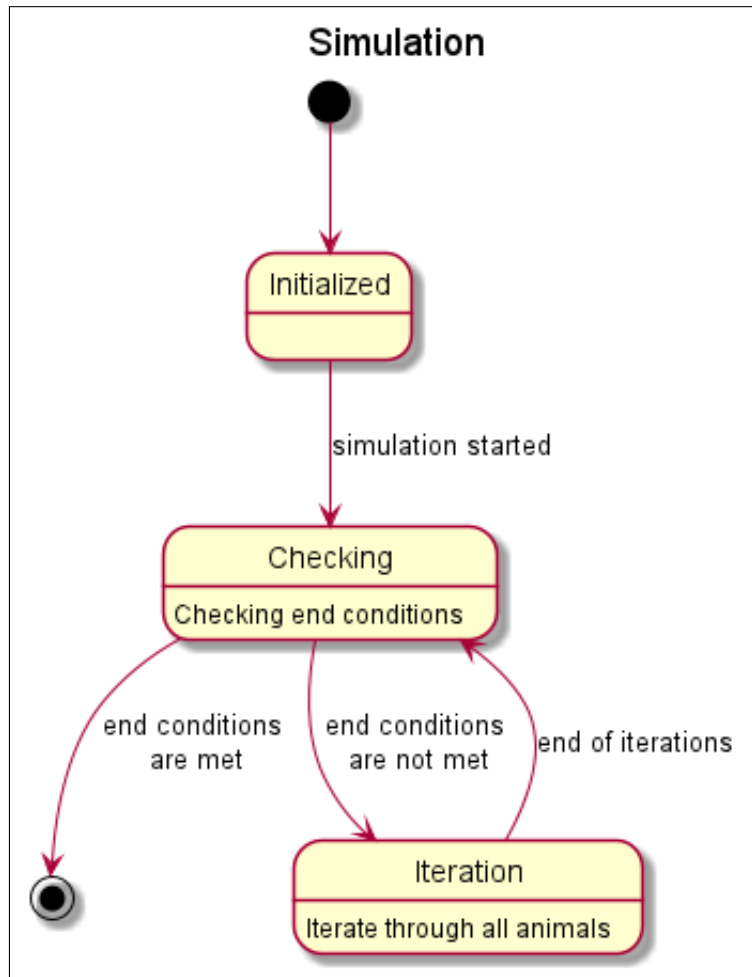 Simulation
Initialized
simulation started
Checking
Checking end conditions
end conditions
are met
end conditions
are not met
end of iterations
Iteration
Iterate through all animals